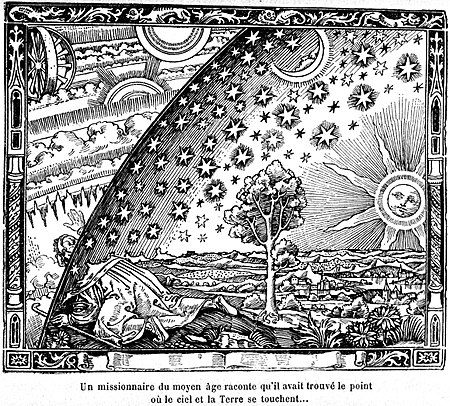 Un missionnaire du moyen âge raconte qu'il avait trouvé le point
où le ciel et la Terre se touchent...